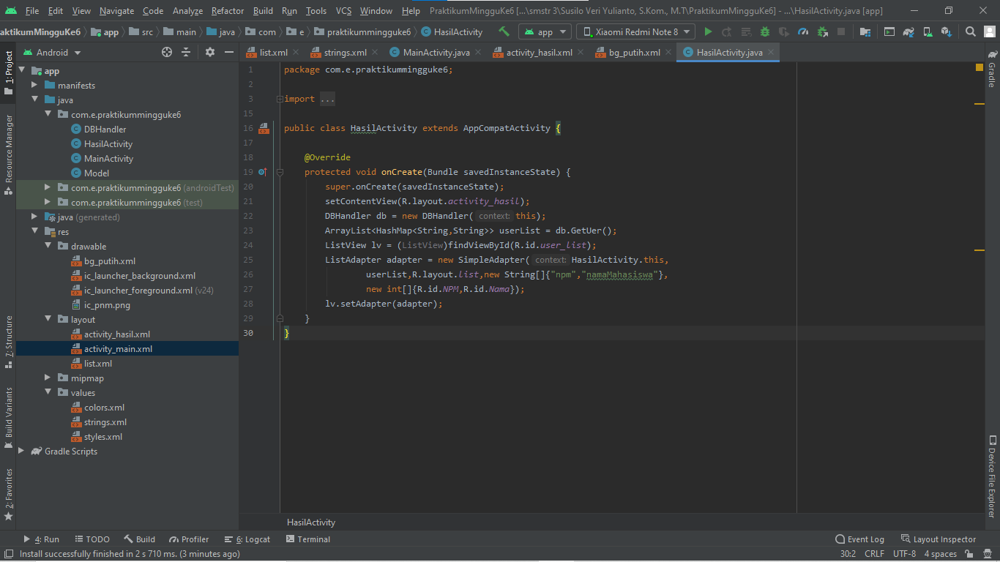 File Edit View Navigate Code Analyze Refactor Build Run Tools VCS Window Help PraktikumMingguKe6 [...\smstr 3\Susilo Veri Yulianto, S.Kom., M.T\PraktikumMingguKe6] - ...\HasilActivity.java [app]
aktikumMingguKe6 app src main java com e praktikummingguke6 HasilActivity app Xiaomi Redmi Note 8
Android list.xml strings.xml MainActivity.java activity_hasil.xml bg_putih.xml HasilActivity.java
1: Project
Resource Manager
7: Structure
Build Variants
2: Favorites
app
manifests
java
com.e.praktikummingguke6
DBHandler
HasilActivity
MainActivity
Model
com.e.praktikummingguke6 (androidTest)
com.e.praktikummingguke6 (test)
java (generated)
res
drawable
bg_putih.xml
ic_launcher_background.xml
ic_launcher_foreground.xml (v24)
ic_pnm.png
layout
activity_hasil.xml
activity_main.xml
list.xml
mipmap
values
colors.xml
strings.xml
styles.xml
Gradle Scripts
1 package com.e.praktikummingguke6;
2
3 import ...
15
16 public class HasilActivity extends AppCompatActivity {
17
18 @Override
19 protected void onCreate(Bundle savedInstanceState) {
20 super.onCreate(savedInstanceState);
21 setContentView(R.layout.activity_hasil);
22 DBHandler db = new DBHandler( context: this);
23 ArrayList<HashMap<String,String>> userList = db.GetUer();
24 ListView lv = (ListView)findViewById(R.id.user_list);
25 ListAdapter adapter = new SimpleAdapter( context: HasilActivity.this,
26 userList,R.layout.list,new String[]{"npm","namaMahasiswa"},
27 new int[]{R.id.NPM,R.id.Nama});
28 lv.setAdapter(adapter);
29 }
30 }
HasilActivity
Gradle
Device File Explorer
4: Run TODO Build Profiler 6: Logcat Terminal Event Log Layout Inspector
Install successfully finished in 2 s 710 ms. (3 minutes ago) 30:2 CRLF UTF-8 4 spaces